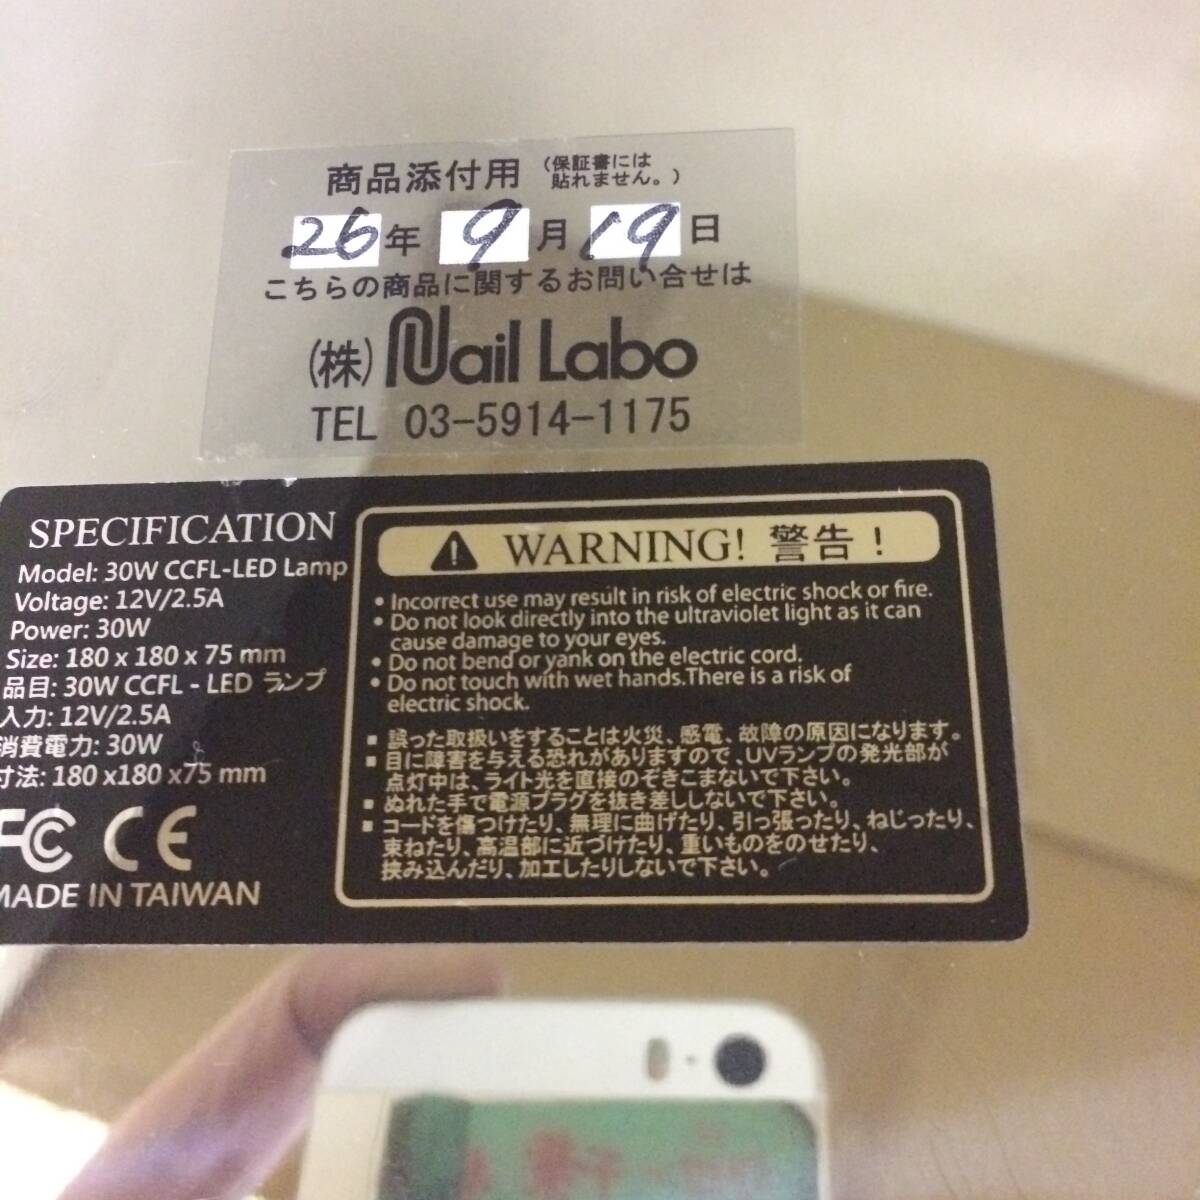 商品添付用 (保証書には
貼れません。)
26年 9月 19日
こちらの商品に関するお問い合せは
(株) Nail Labo
TEL 03-5914-1175
SPECIFICATION
Model: 30W CCFL-LED Lamp
Voltage: 12V/2.5A
Power: 30W
Size: 180 x 180 x 75 mm
品目: 30W CCFL - LED ランプ
入力: 12V/2.5A
消費電力: 30W
寸法: 180 x180 x75 mm
FC CE
MADE IN TAIWAN
WARNING! 警告!
• Incorrect use may result in risk of electric shock or fire.
• Do not look directly into the ultraviolet light as it can
cause damage to your eyes.
• Do not bend or yank on the electric cord.
• Do not touch with wet hands.There is a risk of
electric shock.
■ 誤った取扱いをすることは火災、感電、故障の原因になります。
■ 目に障害を与える恐れがありますので、UVランプの発光部が
点灯中は、ライト光を直接のぞきこまないで下さい。
■ ぬれた手で電源プラグを抜き差ししないで下さい。
■ コードを傷つけたり、無理に曲げたり、引っ張ったり、ねじったり、
束ねたり、高温部に近づけたり、重いものをのせたり、
挟み込んだり、加工したりしないで下さい。